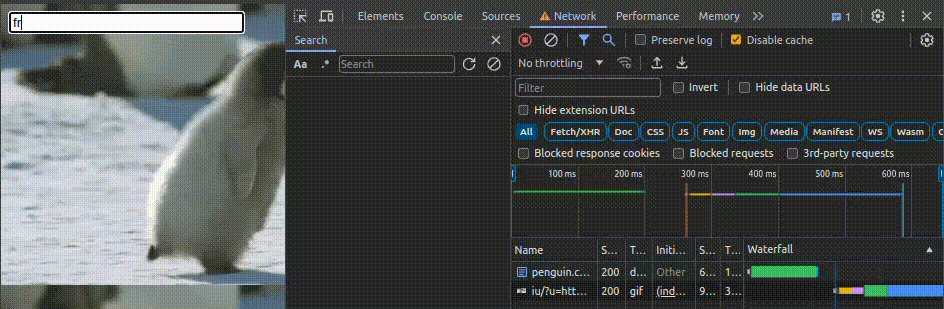 fr
Elements Console Sources Network Performance Memory 1
Search
Preserve log Disable cache
Aa .* Search
No throttling
Filter Invert Hide data URLs
Hide extension URLs
All Fetch/XHR Doc CSS JS Font Img Media Manifest WS Wasm
Blocked response cookies Blocked requests 3rd-party requests
100 ms 200 ms 300 ms 400 ms 500 ms 600 ms
Name S... T... Initi... S... T... Waterfall
penguin.c... 200 d... Other 6... 1...
iu/?u=htt... 200 gif (ind... 9... 3...